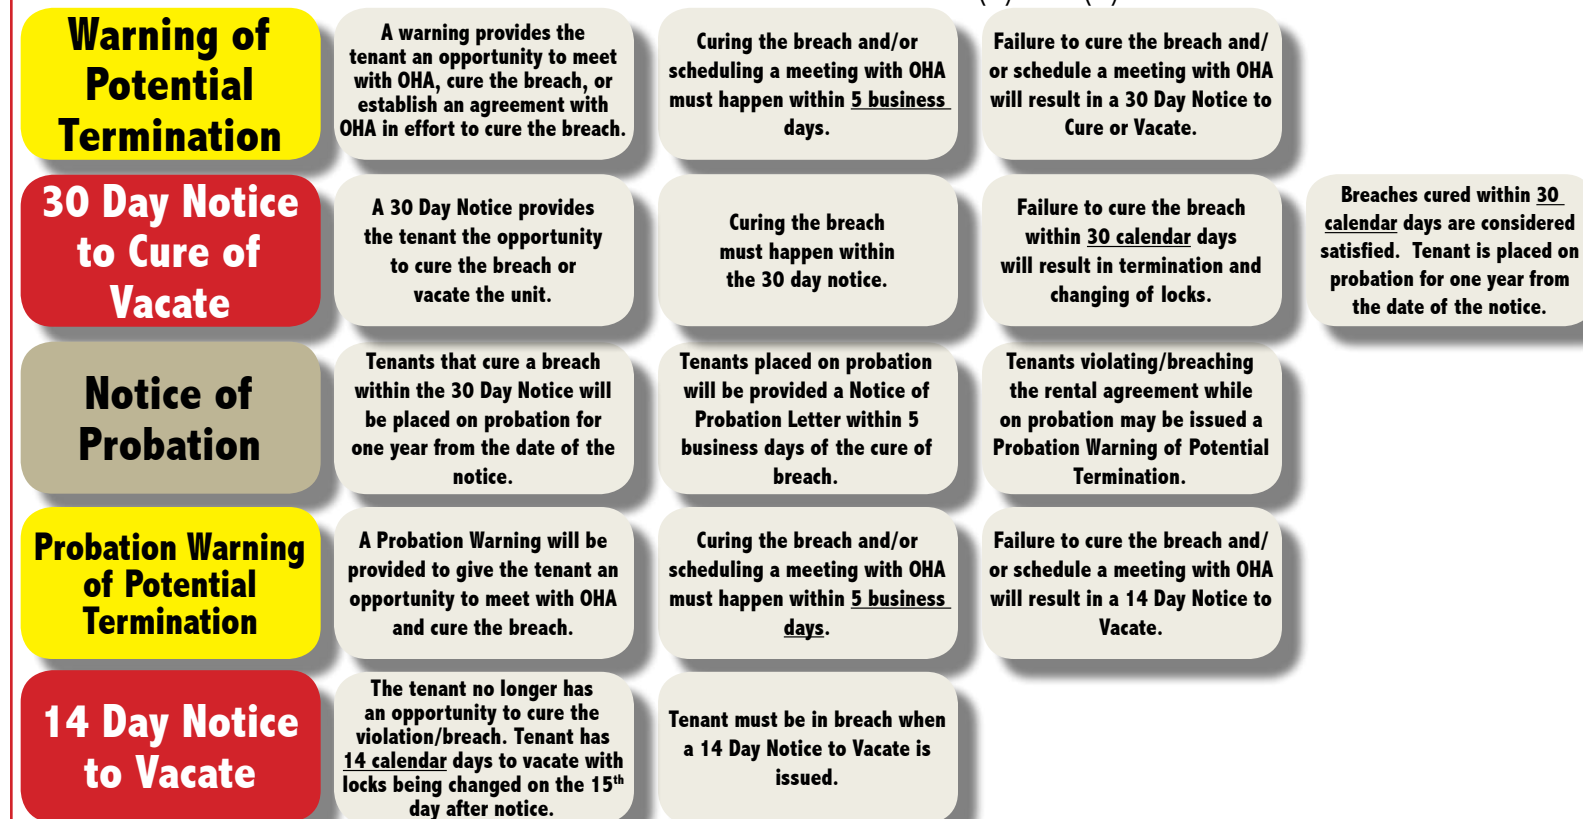 Warning of
Potential
Termination
A warning provides the
tenant an opportunity to meet
with OHA, cure the breach, or
establish an agreement with
OHA in effort to cure the breach.
Curing the breach and/or
scheduling a meeting with OHA
must happen within 5 business
days.
Failure to cure the breach and/
or schedule a meeting with OHA
will result in a 30 Day Notice to
Cure or Vacate.
30 Day Notice
to Cure of
Vacate
A 30 Day Notice provides
the tenant the opportunity
to cure the breach or
vacate the unit.
Curing the breach
must happen within
the 30 day notice.
Failure to cure the breach
within 30 calendar days
will result in termination and
changing of locks.
Breaches cured within 30
calendar days are considered
satisfied. Tenant is placed on
probation for one year from
the date of the notice.
Notice of
Probation
Tenants that cure a breach
within the 30 Day Notice will
be placed on probation for
one year from the date of the
notice.
Tenants placed on probation
will be provided a Notice of
Probation Letter within 5
business days of the cure of
breach.
Tenants violating/breaching
the rental agreement while
on probation may be issued a
Probation Warning of Potential
Termination.
Probation Warning
of Potential
Termination
A Probation Warning will be
provided to give the tenant an
opportunity to meet with OHA
and cure the breach.
Curing the breach and/or
scheduling a meeting with OHA
must happen within 5 business
days.
Failure to cure the breach and/
or schedule a meeting with OHA
will result in a 14 Day Notice to
Vacate.
14 Day Notice
to Vacate
The tenant no longer has
an opportunity to cure the
violation/breach. Tenant has
14 calendar days to vacate with
locks being changed on the 15th
day after notice.
Tenant must be in breach when
a 14 Day Notice to Vacate is
issued.